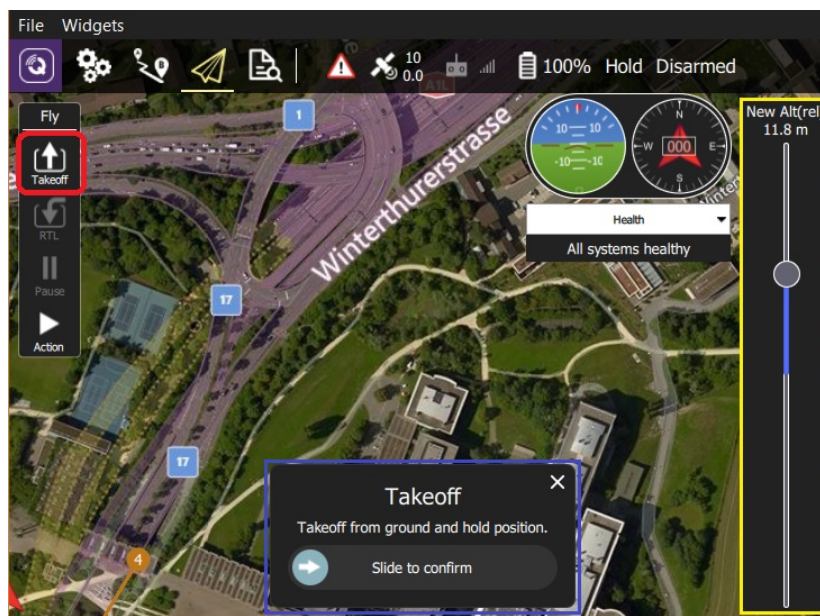 File Widgets
10
0.0
100% Hold Disarmed
A1L
Fly
Takeoff
RTL
Pause
Action
1
Winterthurerstrasse
17
17
4
10 10
-10 -10
N
W 000 E
S
Health
All systems healthy
New Alt(rel
11.8 m
Takeoff
Takeoff from ground and hold position.
Slide to confirm